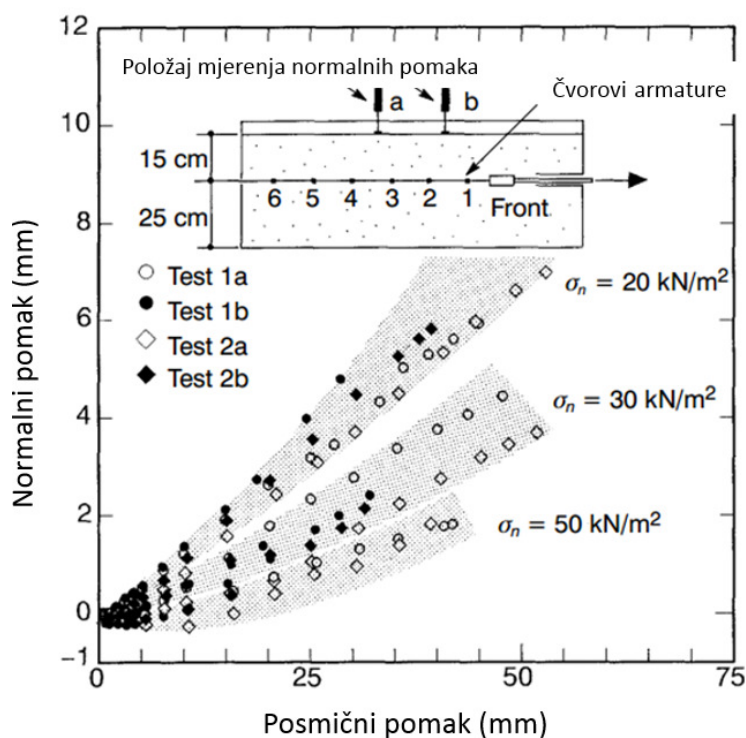 12
10
8
6
4
2
0
−1
Normalni pomak (mm)
Položaj mjerenja normalnih pomaka
a
b
Čvorovi armature
15 cm
25 cm
6 5 4 3 2 1
Front
Test 1a
Test 1b
Test 2a
Test 2b
σn = 20 kN/m²
σn = 30 kN/m²
σn = 50 kN/m²
0 25 50 75
Posmični pomak (mm)